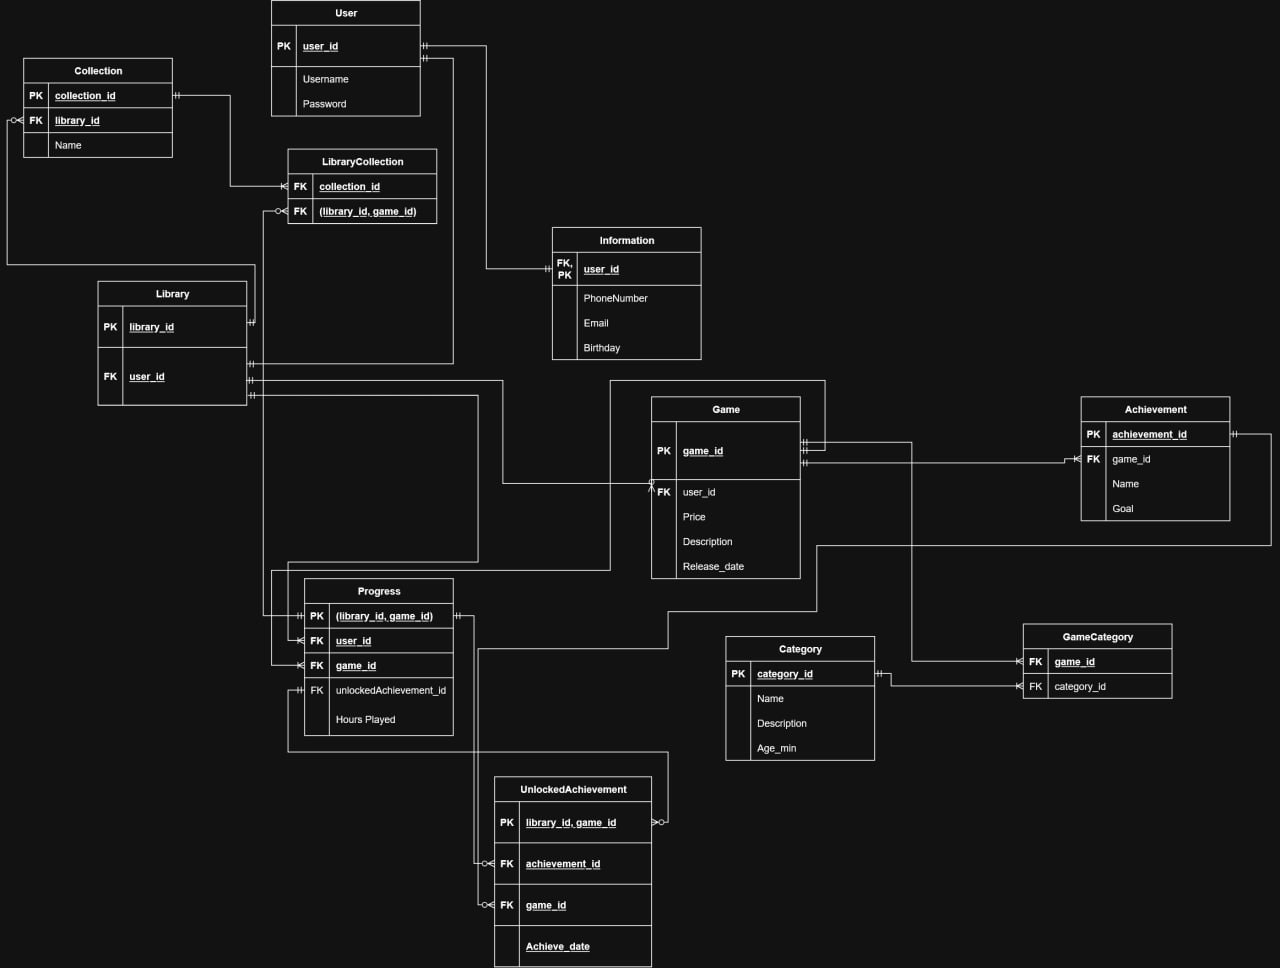 User
PK user_id
Username
Password
Collection
PK collection_id
FK library_id
Name
LibraryCollection
FK collection_id
FK (library_id, game_id)
Information
FK,
PK user_id
PhoneNumber
Email
Birthday
Library
PK library_id
FK user_id
Game
PK game_id
FK user_id
Price
Description
Release_date
Achievement
PK achievement_id
FK game_id
Name
Goal
Progress
PK (library_id, game_id)
FK user_id
FK game_id
FK unlockedAchievement_id
Hours Played
Category
PK category_id
Name
Description
Age_min
GameCategory
FK game_id
FK category_id
UnlockedAchievement
PK library_id, game_id
FK achievement_id
FK game_id
Achieve_date